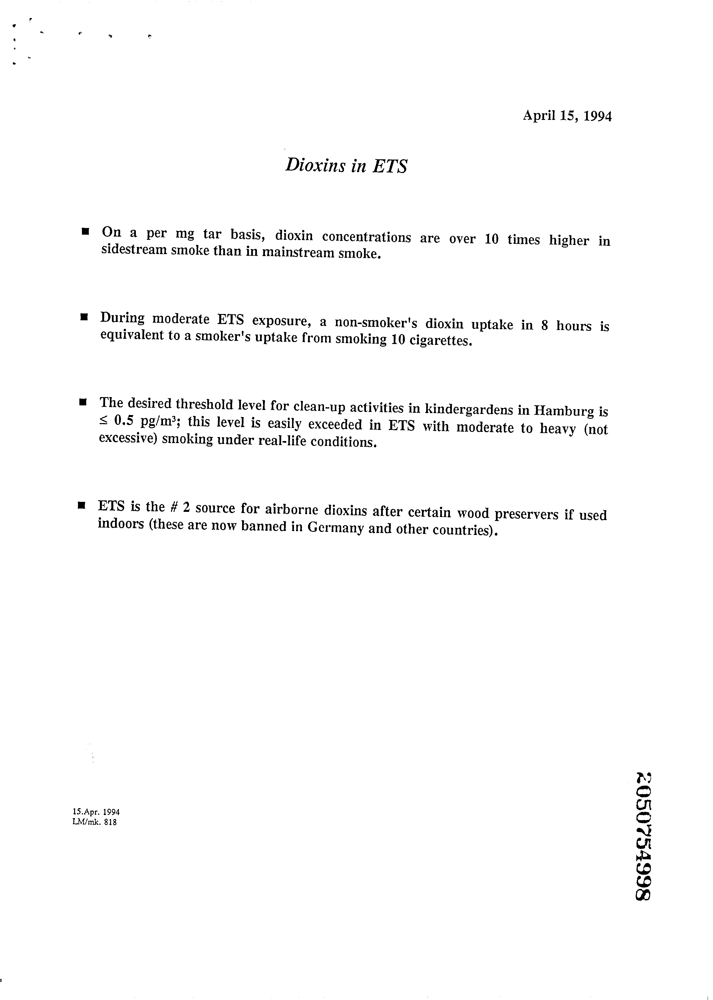 April 15, 1994
Dioxins in ETS
■ On a per mg tar basis, dioxin concentrations are over 10 times higher in
sidestream smoke than in mainstream smoke.
■ During moderate ETS exposure, a non-smoker's dioxin uptake in 8 hours is
equivalent to a smoker's uptake from smoking 10 cigarettes.
■ The desired threshold level for clean-up activities in kindergardens in Hamburg is
≤ 0.5 pg/m³; this level is easily exceeded in ETS with moderate to heavy (not
excessive) smoking under real-life conditions.
■ ETS is the # 2 source for airborne dioxins after certain wood preservers if used
indoors (these are now banned in Germany and other countries).
15.Apr. 1994
LM/mk. 818
2050754998